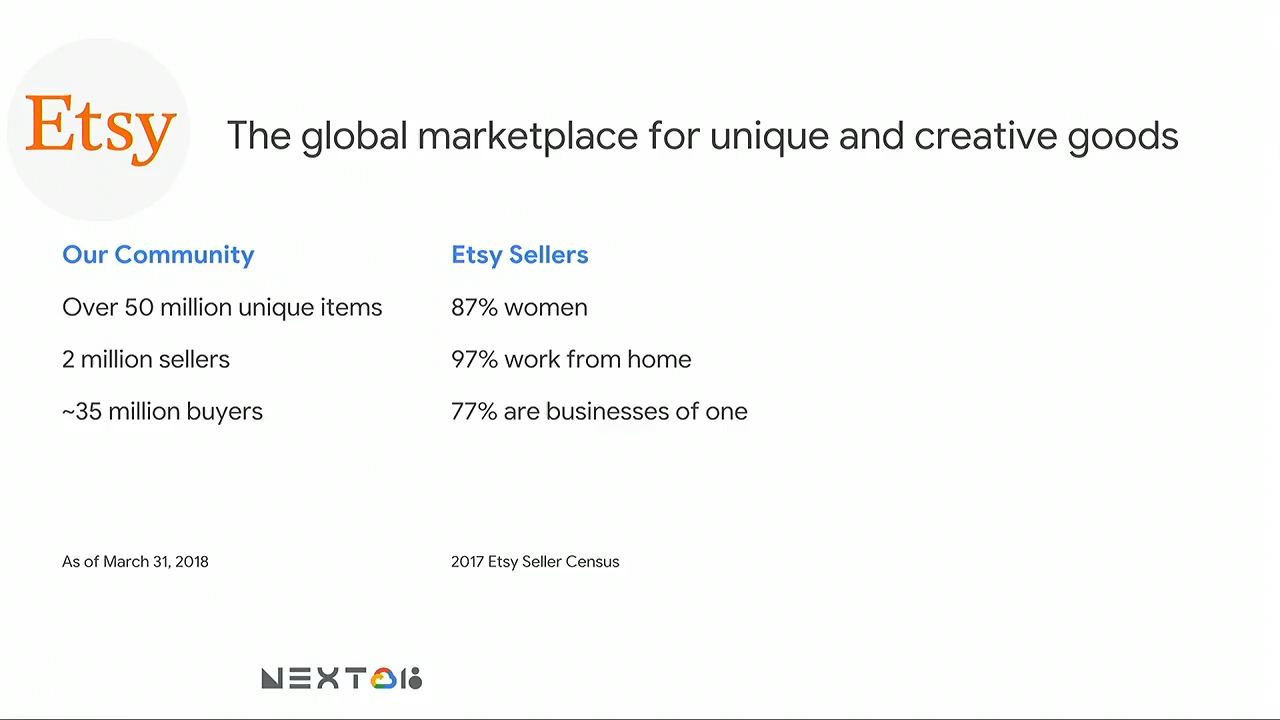 Etsy
The global marketplace for unique and creative goods
Our Community
Over 50 million unique items
2 million sellers
~35 million buyers
As of March 31, 2018
Etsy Sellers
87% women
97% work from home
77% are businesses of one
2017 Etsy Seller Census
NEXT 18